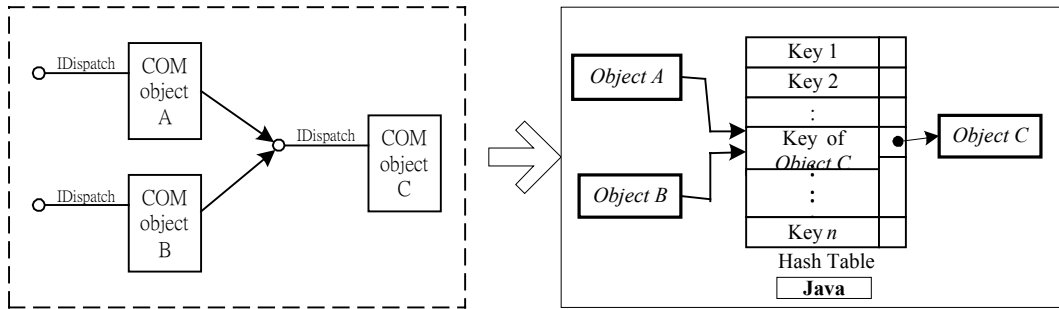 IDispatch
COM
object
A
IDispatch
COM
object
C
IDispatch
COM
object
B
Object A
Object B
Key 1
Key 2
:
Key of
Object C
:
:
Key n
Hash Table
Java
Object C